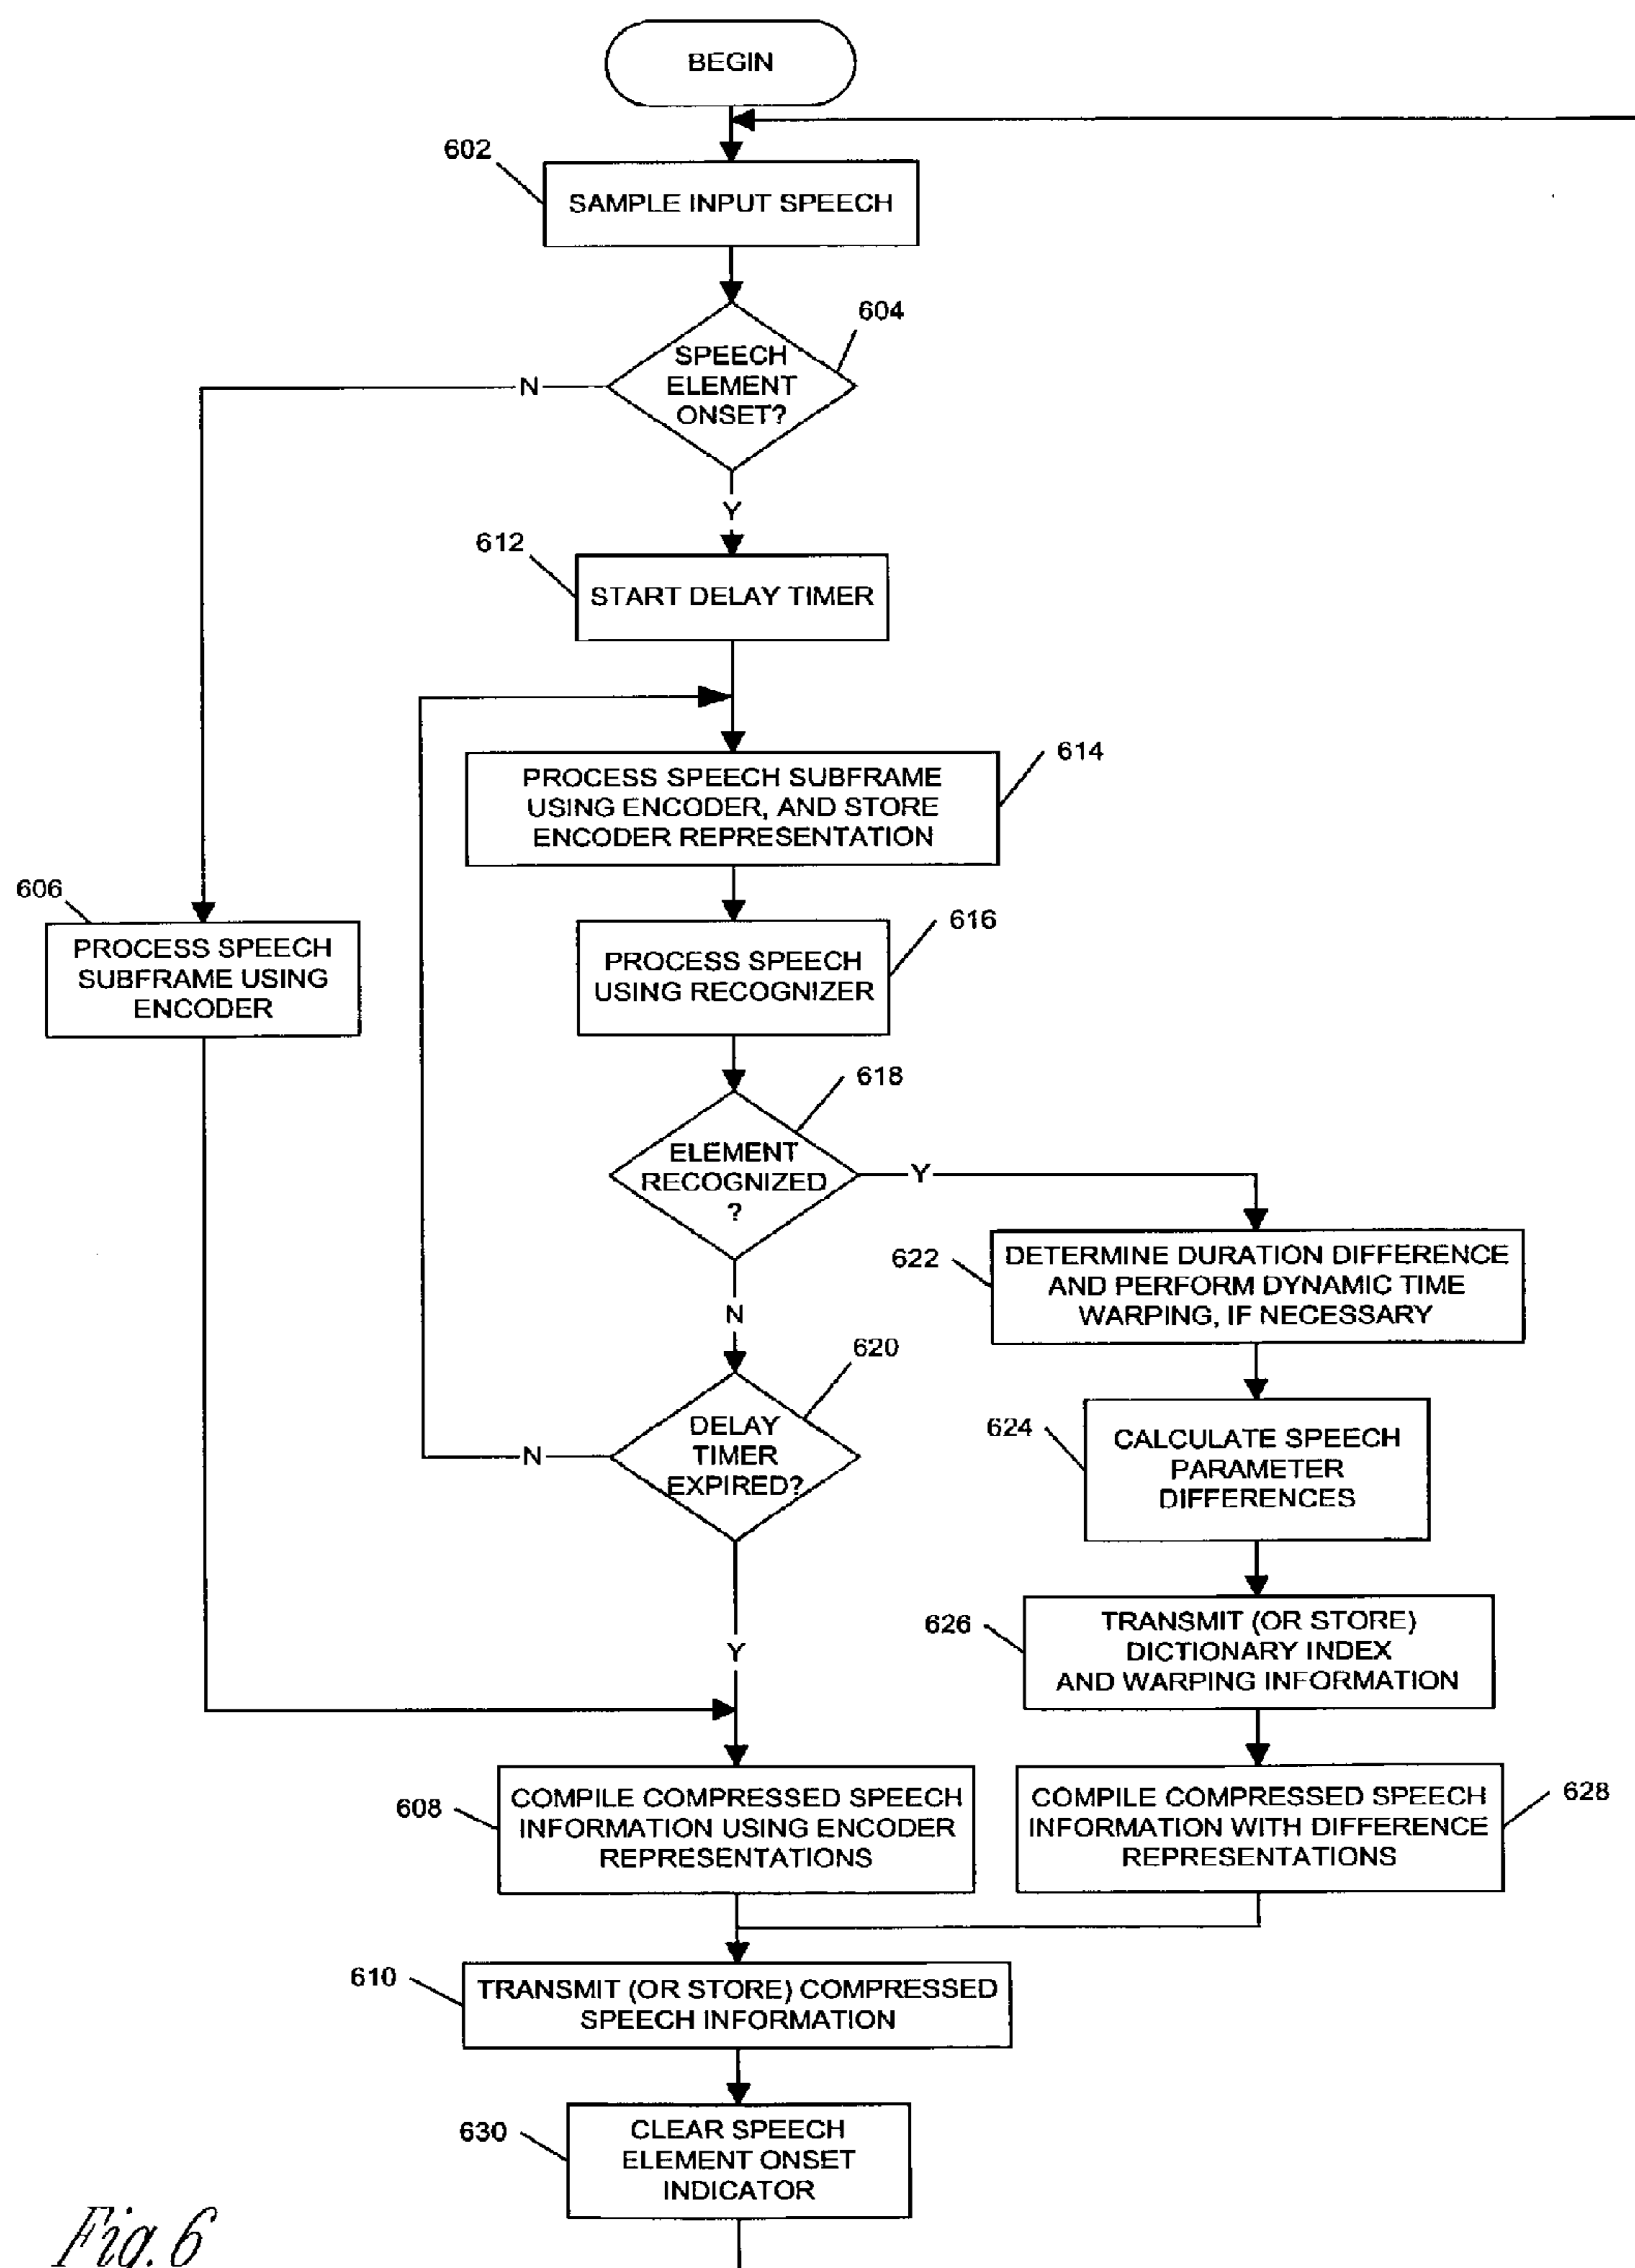 BEGIN
602
SAMPLE INPUT SPEECH
604
SPEECH
ELEMENT
ONSET?
N
Y
612
START DELAY TIMER
614
PROCESS SPEECH SUBFRAME
USING ENCODER, AND STORE
ENCODER REPRESENTATION
606
PROCESS SPEECH
SUBFRAME USING
ENCODER
616
PROCESS SPEECH
USING RECOGNIZER
618
ELEMENT
RECOGNIZED
?
Y
N
622
DETERMINE DURATION DIFFERENCE
AND PERFORM DYNAMIC TIME
WARPING, IF NECESSARY
620
DELAY
TIMER
EXPIRED?
N
Y
624
CALCULATE SPEECH
PARAMETER
DIFFERENCES
626
TRANSMIT (OR STORE)
DICTIONARY INDEX
AND WARPING INFORMATION
608
COMPILE COMPRESSED SPEECH
INFORMATION USING ENCODER
REPRESENTATIONS
628
COMPILE COMPRESSED SPEECH
INFORMATION WITH DIFFERENCE
REPRESENTATIONS
610
TRANSMIT (OR STORE) COMPRESSED
SPEECH INFORMATION
630
CLEAR SPEECH
ELEMENT ONSET
INDICATOR
Fig. 6